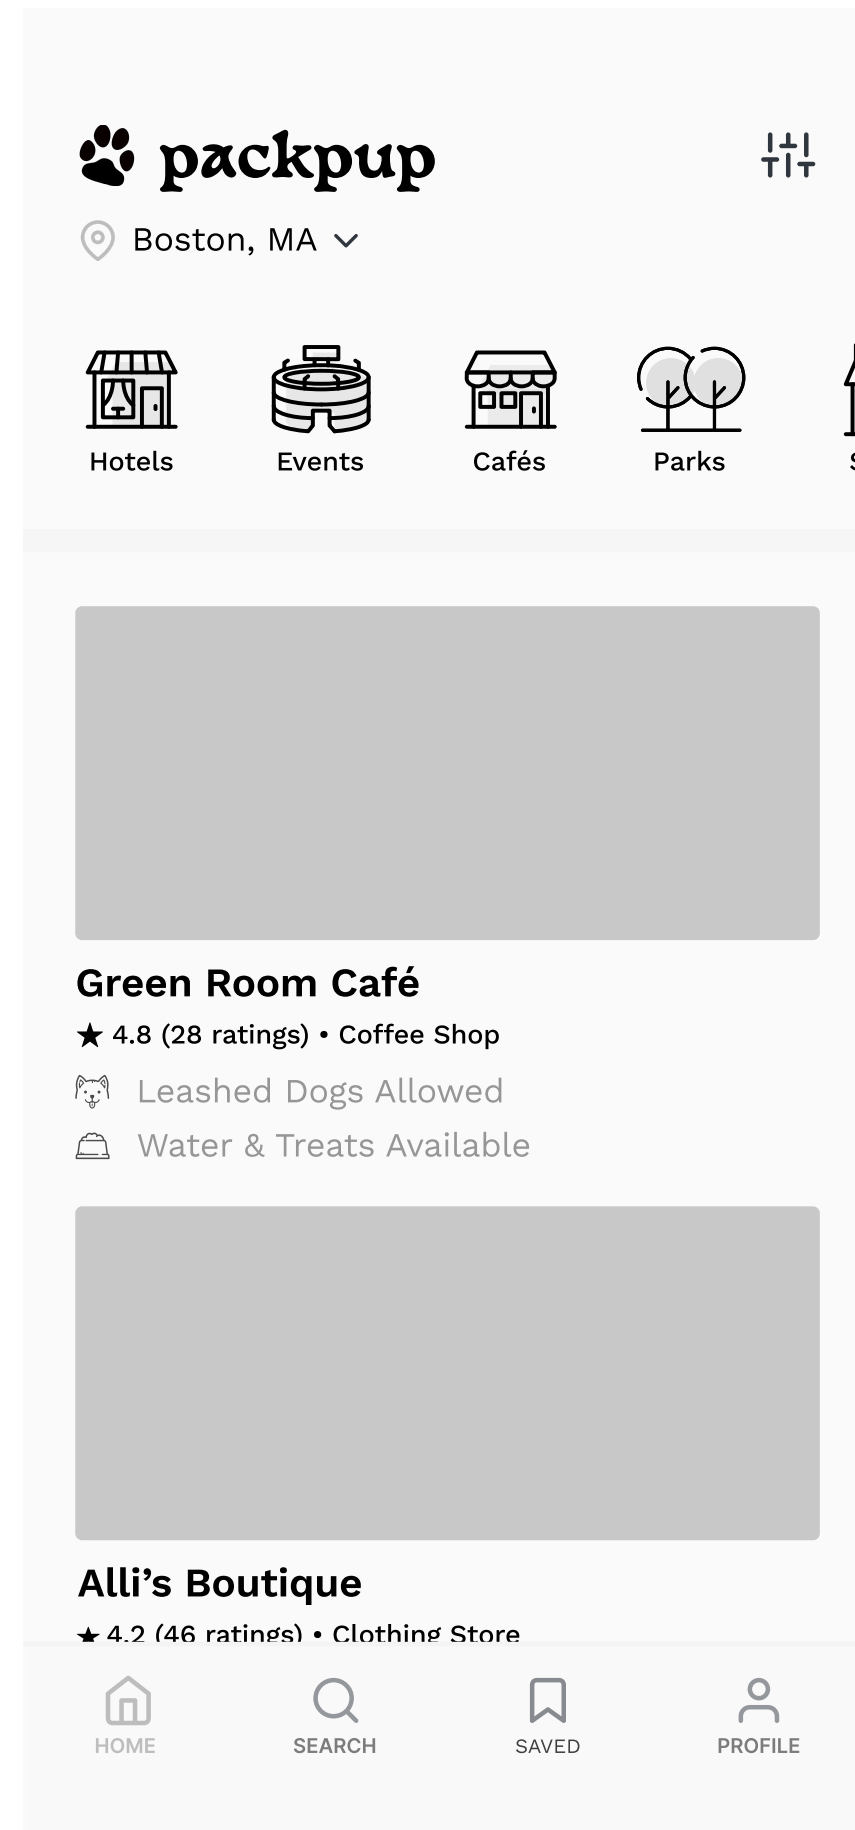 packpup
Boston, MA
Hotels Events Cafés Parks
Green Room Café
★ 4.8 (28 ratings) • Coffee Shop
Leashed Dogs Allowed
Water & Treats Available
Alli’s Boutique
★ 4.2 (46 ratings) • Clothing Store
HOME SEARCH SAVED PROFILE